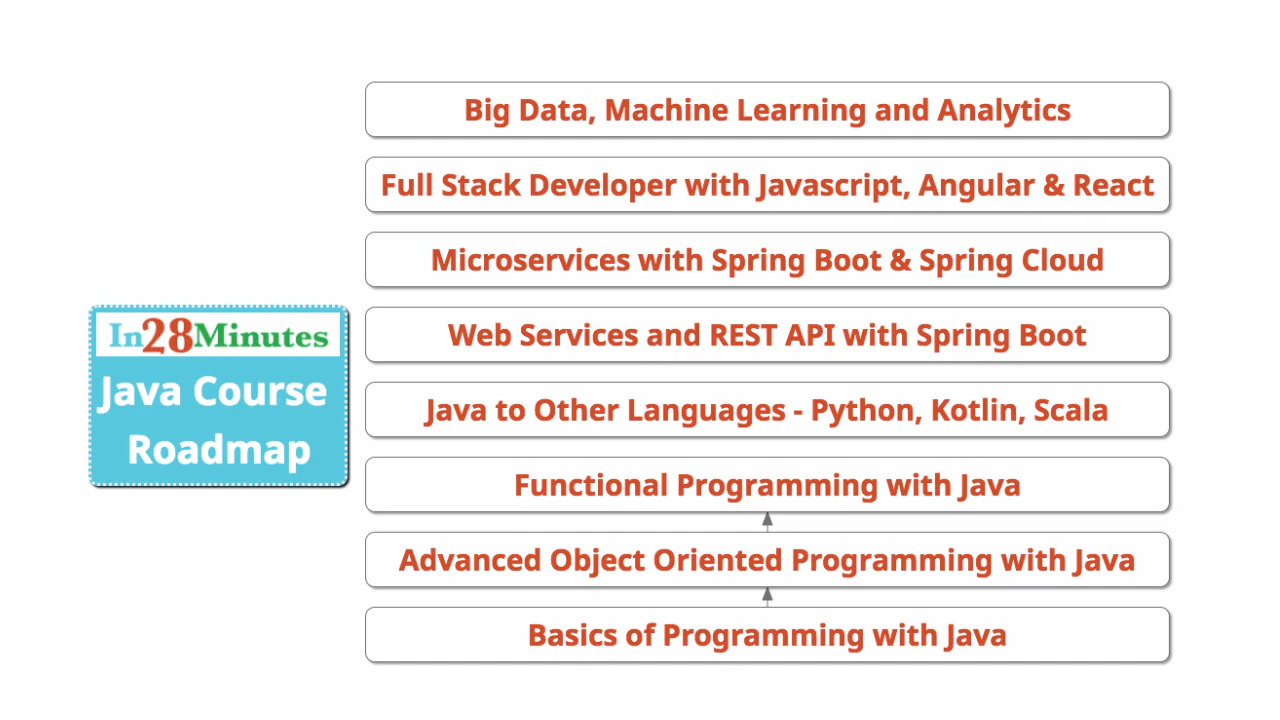 Big Data, Machine Learning and Analytics
Full Stack Developer with Javascript, Angular & React
Microservices with Spring Boot & Spring Cloud
Web Services and REST API with Spring Boot
In28Minutes
Java Course
Roadmap
Java to Other Languages - Python, Kotlin, Scala
Functional Programming with Java
Advanced Object Oriented Programming with Java
Basics of Programming with Java